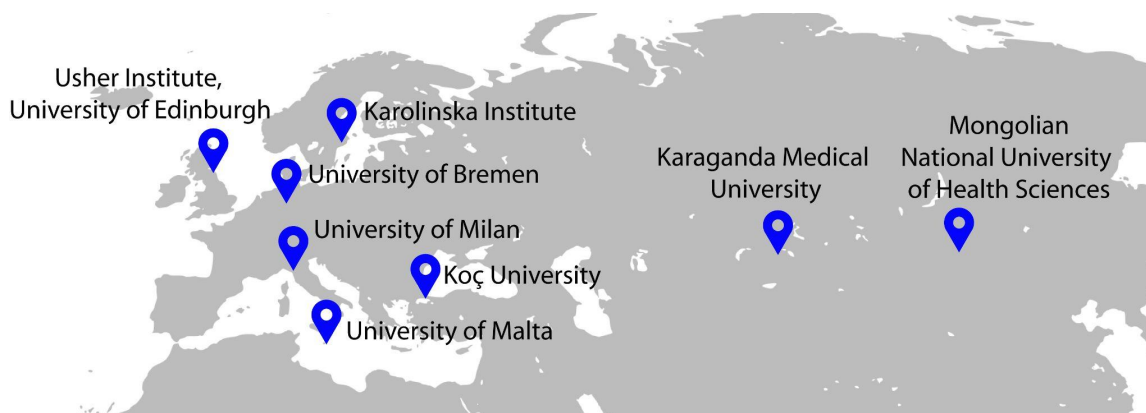 Usher Institute,
University of Edinburgh
Karolinska Institute
University of Bremen
University of Milan
Koç University
University of Malta
Karaganda Medical
University
Mongolian
National University
of Health Sciences